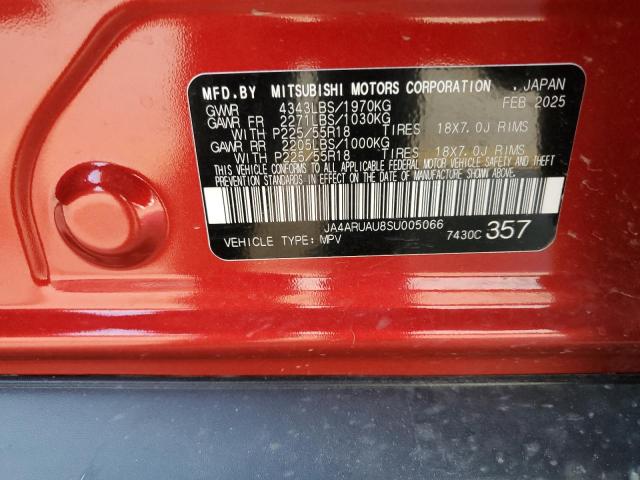 MFD.BY MITSUBISHI MOTORS CORPORATION , JAPAN
GVWR 4343LBS/1970KG FEB 2025
GAWR FR 2271LBS/1030KG
WITH P225/55R18 TIRES 18X7.0J RIMS
GAWR RR 2205LBS/1000KG
WITH P225/55R18 TIRES 18X7.0J RIMS
THIS VEHICLE CONFORMS TO ALL APPLICABLE FEDERAL MOTOR VEHICLE SAFETY AND THEFT
PREVENTION STANDARDS IN EFFECT ON THE DATE OF MANUFACTURE SHOWN ABOVE.
JA4ARUAU8SU005066
VEHICLE TYPE: MPV 7430C 357